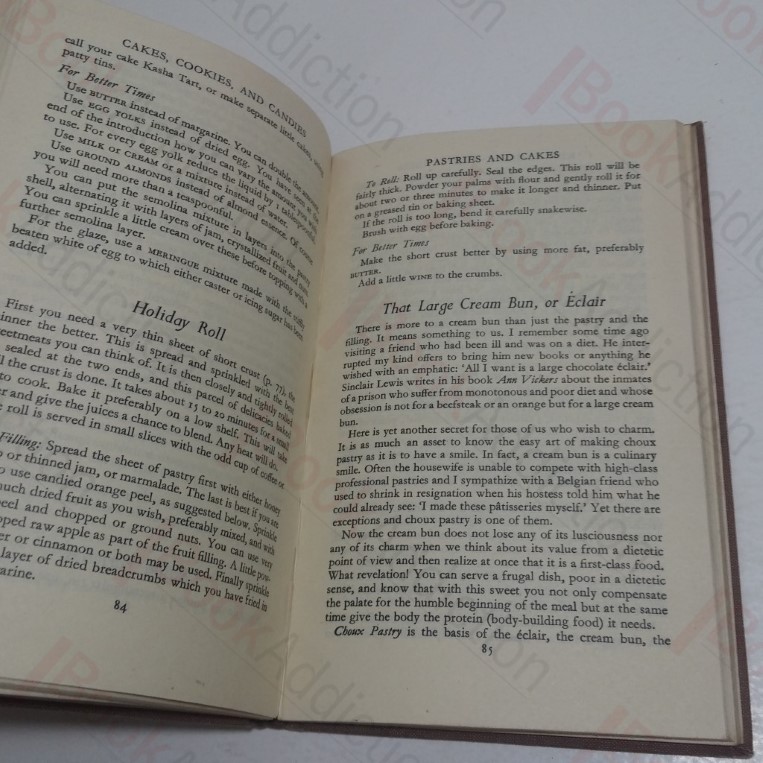 CAKES, COOKIES, AND CANDIES
call your cake Kasha Tart, or make separate little cakes,
patty tins.
For Better Times
Use BUTTER instead of margarine. You can double the
Use EGG YOLKS instead of dried egg. You have seen at the
end of the introduction how you can vary the amount you want
to use. For every egg yolk reduce the liquid by 1 tablespoonful.
Use MILK or CREAM or a mixture instead of water.
Use GROUND ALMONDS instead of almond essence. Of course
you will need more than a teaspoonful.
You can put the semolina mixture in layers into the pastry
shell, alternating it with layers of jam, crystallized fruit and nuts.
You can sprinkle a little cream over these before topping with a
further semolina layer.
For the glaze, use a MERINGUE mixture made with the stiffly
beaten white of egg to which either caster or icing sugar has been
added.
Holiday Roll
First you need a very thin sheet of short crust (p. 77), the
inner the better. This is spread and sprinkled with the best
eetmeats you can think of. It is then closely and tightly rolled
sealed at the two ends, and this parcel of delicacies baked
l the crust is done. It takes about 15 to 20 minutes for a small
to cook. Bake it preferably on a low shelf. This will take
er and give the juices a chance to blend. Any heat will do.
e roll is served in small slices with the odd cup of coffee or
Filling: Spread the sheet of pastry first with either honey
o or thinned jam, or marmalade. The last is best if you are
o use candied orange peel, as suggested below. Sprinkle
much dried fruit as you wish, preferably mixed, and with
peel and chopped or ground nuts. You can use very
pped raw apple as part of the fruit filling. A little pow-
er or cinnamon or both may be used. Finally sprinkle
layer of dried breadcrumbs which you have fried in
arine.
84
PASTRIES AND CAKES
To Roll: Roll up carefully. Seal the edges. This roll will be
fairly thick. Powder your palms with flour and gently roll it for
about two or three minutes to make it longer and thinner. Put
on a greased tin or baking sheet.
If the roll is too long, bend it carefully snakewise.
Brush with egg before baking.
For Better Times
Make the short crust better by using more fat, preferably
BUTTER.
Add a little WINE to the crumbs.
That Large Cream Bun, or Éclair
There is more to a cream bun than just the pastry and the
filling. It means something to us. I remember some time ago
visiting a friend who had been ill and was on a diet. He inter-
rupted my kind offers to bring him new books or anything he
wished with an emphatic: ‘All I want is a large chocolate éclair.’
Sinclair Lewis writes in his book Ann Vickers about the inmates
of a prison who suffer from monotonous and poor diet and whose
obsession is not for a beefsteak or an orange but for a large cream
bun.
Here is yet another secret for those of us who wish to charm.
It is as much an asset to know the easy art of making choux
pastry as it is to have a smile. In fact, a cream bun is a culinary
smile. Often the housewife is unable to compete with high-class
professional pastries and I sympathize with a Belgian friend who
used to shrink in resignation when his hostess told him what he
could already see: ‘I made these pâtisseries myself.’ Yet there are
exceptions and choux pastry is one of them.
Now the cream bun does not lose any of its lusciousness nor
any of its charm when we think about its value from a dietetic
point of view and then realize at once that it is a first-class food.
What revelation! You can serve a frugal dish, poor in a dietetic
sense, and know that with this sweet you not only compensate
the palate for the humble beginning of the meal but at the same
time give the body the protein (body-building food) it needs.
Choux Pastry is the basis of the éclair, the cream bun, the
85
Book Addiction